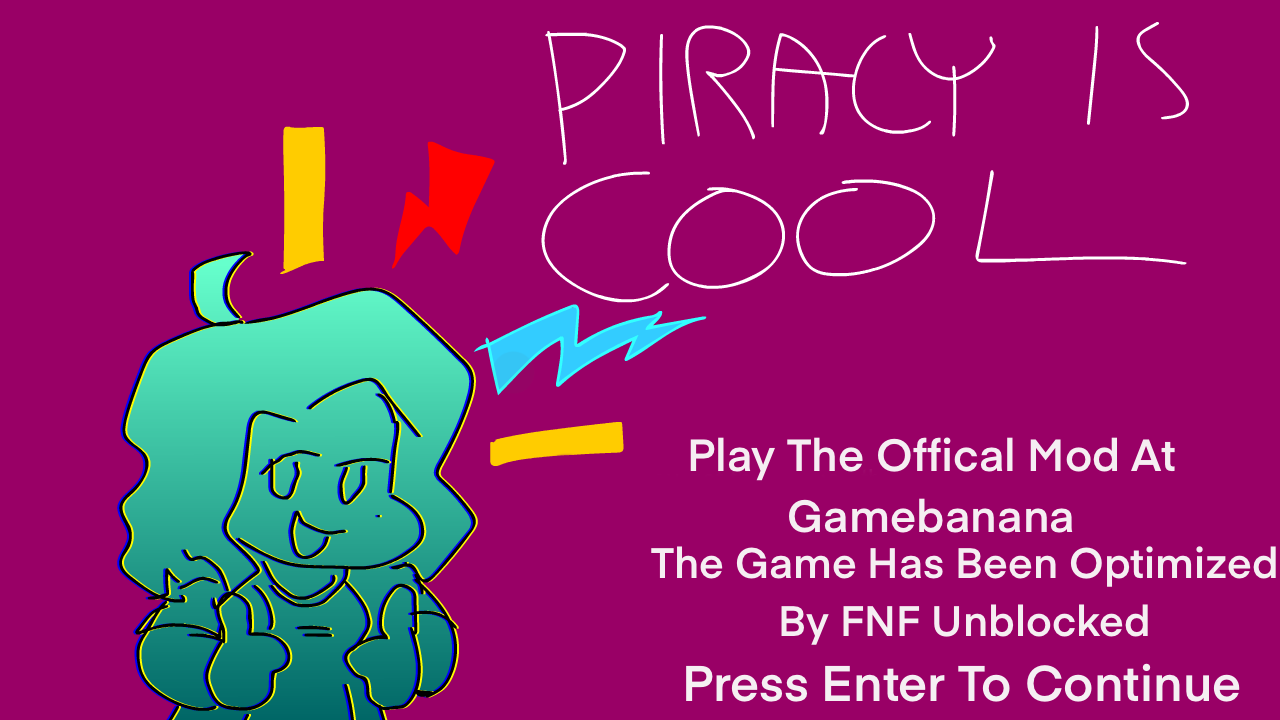 PIRACY IS
COOL
Play The Offical Mod At
Gamebanana
The Game Has Been Optimized
By FNF Unblocked
Press Enter To Continue